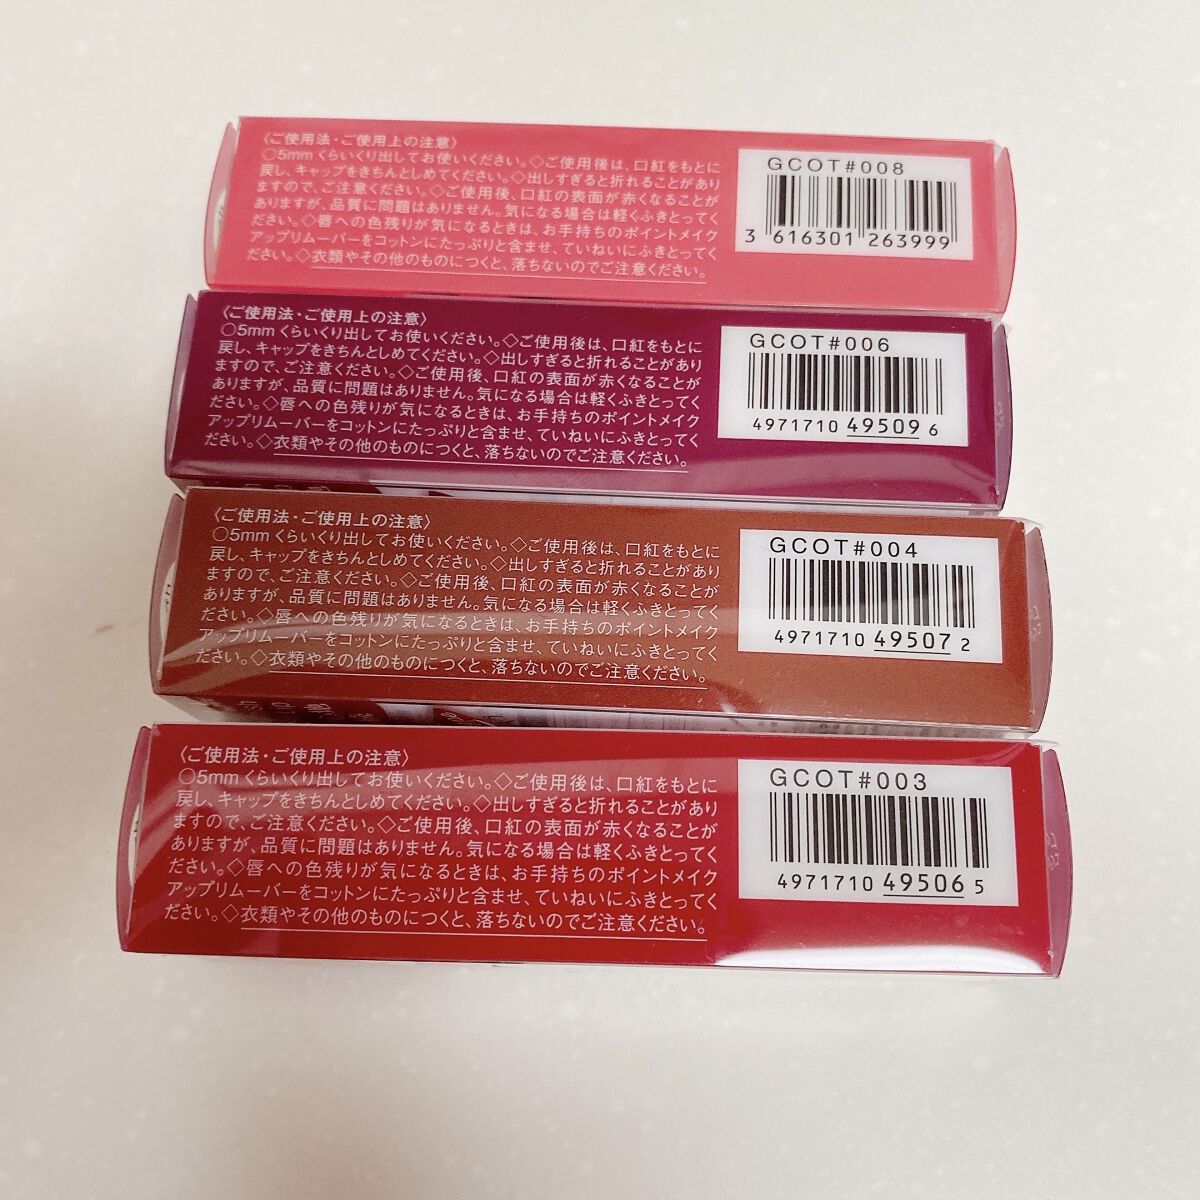 〈ご使用法・ご使用上の注意〉
○5mmくらいくり出してお使いください。◇ご使用後は、口紅をもとに
戻し、キャップをきちんとしめてください。◇出しすぎると折れることがあり
ますので、ご注意ください。◇ご使用後、口紅の表面が赤くなることが
ありますが、品質に問題はありません。気になる場合は軽くふきとってく
ださい。◇唇への色残りが気になるときは、お手持ちのポイントメイク
アップリムーバーをコットンにたっぷりと含ませ、ていねいにふきとってく
ださい。◇衣類やその他のものにつくと、落ちないのでご注意ください。
GCOT#008
3 616301 263999
〈ご使用法・ご使用上の注意〉
○5mmくらいくり出してお使いください。◇ご使用後は、口紅をもとに
戻し、キャップをきちんとしめてください。◇出しすぎると折れることがあり
ますので、ご注意ください。◇ご使用後、口紅の表面が赤くなることが
ありますが、品質に問題はありません。気になる場合は軽くふきとってく
ださい。◇唇への色残りが気になるときは、お手持ちのポイントメイク
アップリムーバーをコットンにたっぷりと含ませ、ていねいにふきとってく
ださい。◇衣類やその他のものにつくと、落ちないのでご注意ください。
GCOT#006
4971710 49509 6
〈ご使用法・ご使用上の注意〉
○5mmくらいくり出してお使いください。◇ご使用後は、口紅をもとに
戻し、キャップをきちんとしめてください。◇出しすぎると折れることがあり
ますので、ご注意ください。◇ご使用後、口紅の表面が赤くなることが
ありますが、品質に問題はありません。気になる場合は軽くふきとってく
ださい。◇唇への色残りが気になるときは、お手持ちのポイントメイク
アップリムーバーをコットンにたっぷりと含ませ、ていねいにふきとってく
ださい。◇衣類やその他のものにつくと、落ちないのでご注意ください。
GCOT#004
4971710 49507 2
〈ご使用法・ご使用上の注意〉
○5mmくらいくり出してお使いください。◇ご使用後は、口紅をもとに
戻し、キャップをきちんとしめてください。◇出しすぎると折れることがあり
ますので、ご注意ください。◇ご使用後、口紅の表面が赤くなることが
ありますが、品質に問題はありません。気になる場合は軽くふきとってく
ださい。◇唇への色残りが気になるときは、お手持ちのポイントメイク
アップリムーバーをコットンにたっぷりと含ませ、ていねいにふきとってく
ださい。◇衣類やその他のものにつくと、落ちないのでご注意ください。
GCOT#003
4971710 49506 5